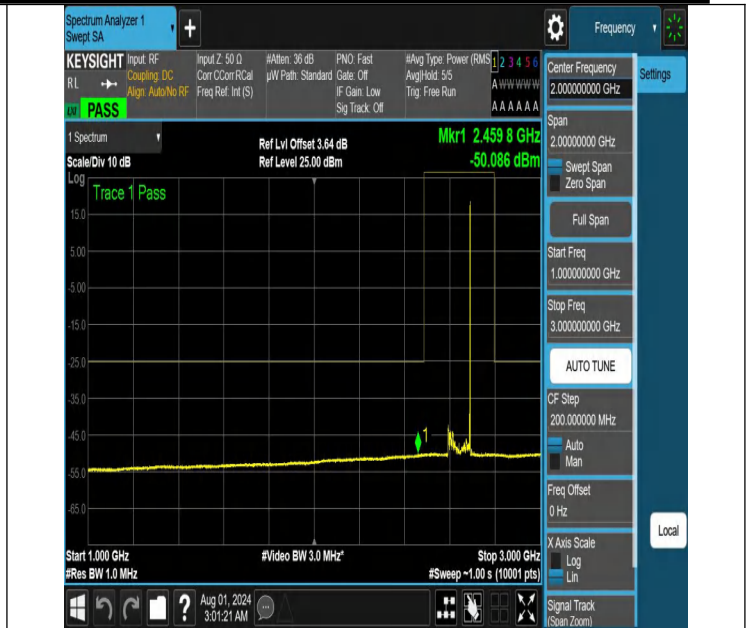 Spectrum Analyzer 1
Swept SA
Frequency
KEYSIGHT
RL
LXI
PASS
Input: RF
Coupling: DC
Align: Auto/No RF
Input Z: 50 Ω
Corr CCorr RCal
Freq Ref: Int (S)
#Atten: 36 dB
µW Path: Standard
PNO: Fast
Gate: Off
IF Gain: Low
Sig Track: Off
#Avg Type: Power (RMS
Avg|Hold: 5/5
Trig: Free Run
1 2 3 4 5 6
A W W W W W
A A A A A A
1 Spectrum
Scale/Div 10 dB
Log
Ref Lvl Offset 3.64 dB
Ref Level 25.00 dBm
Mkr1 2.459 8 GHz
-50.086 dBm
Trace 1 Pass
15.0
5.00
-5.00
-15.0
-25.0
-35.0
-45.0
-55.0
-65.0
1
Start 1.000 GHz
#Res BW 1.0 MHz
#Video BW 3.0 MHz*
Stop 3.000 GHz
#Sweep ~1.00 s (10001 pts)
Center Frequency
2.000000000 GHz
Settings
Span
2.00000000 GHz
Swept Span
Zero Span
Full Span
Start Freq
1.000000000 GHz
Stop Freq
3.000000000 GHz
AUTO TUNE
CF Step
200.000000 MHz
Auto
Man
Freq Offset
0 Hz
X Axis Scale
Log
Lin
Local
Signal Track
(Span Zoom)
?
Aug 01, 2024
3:01:21 AM